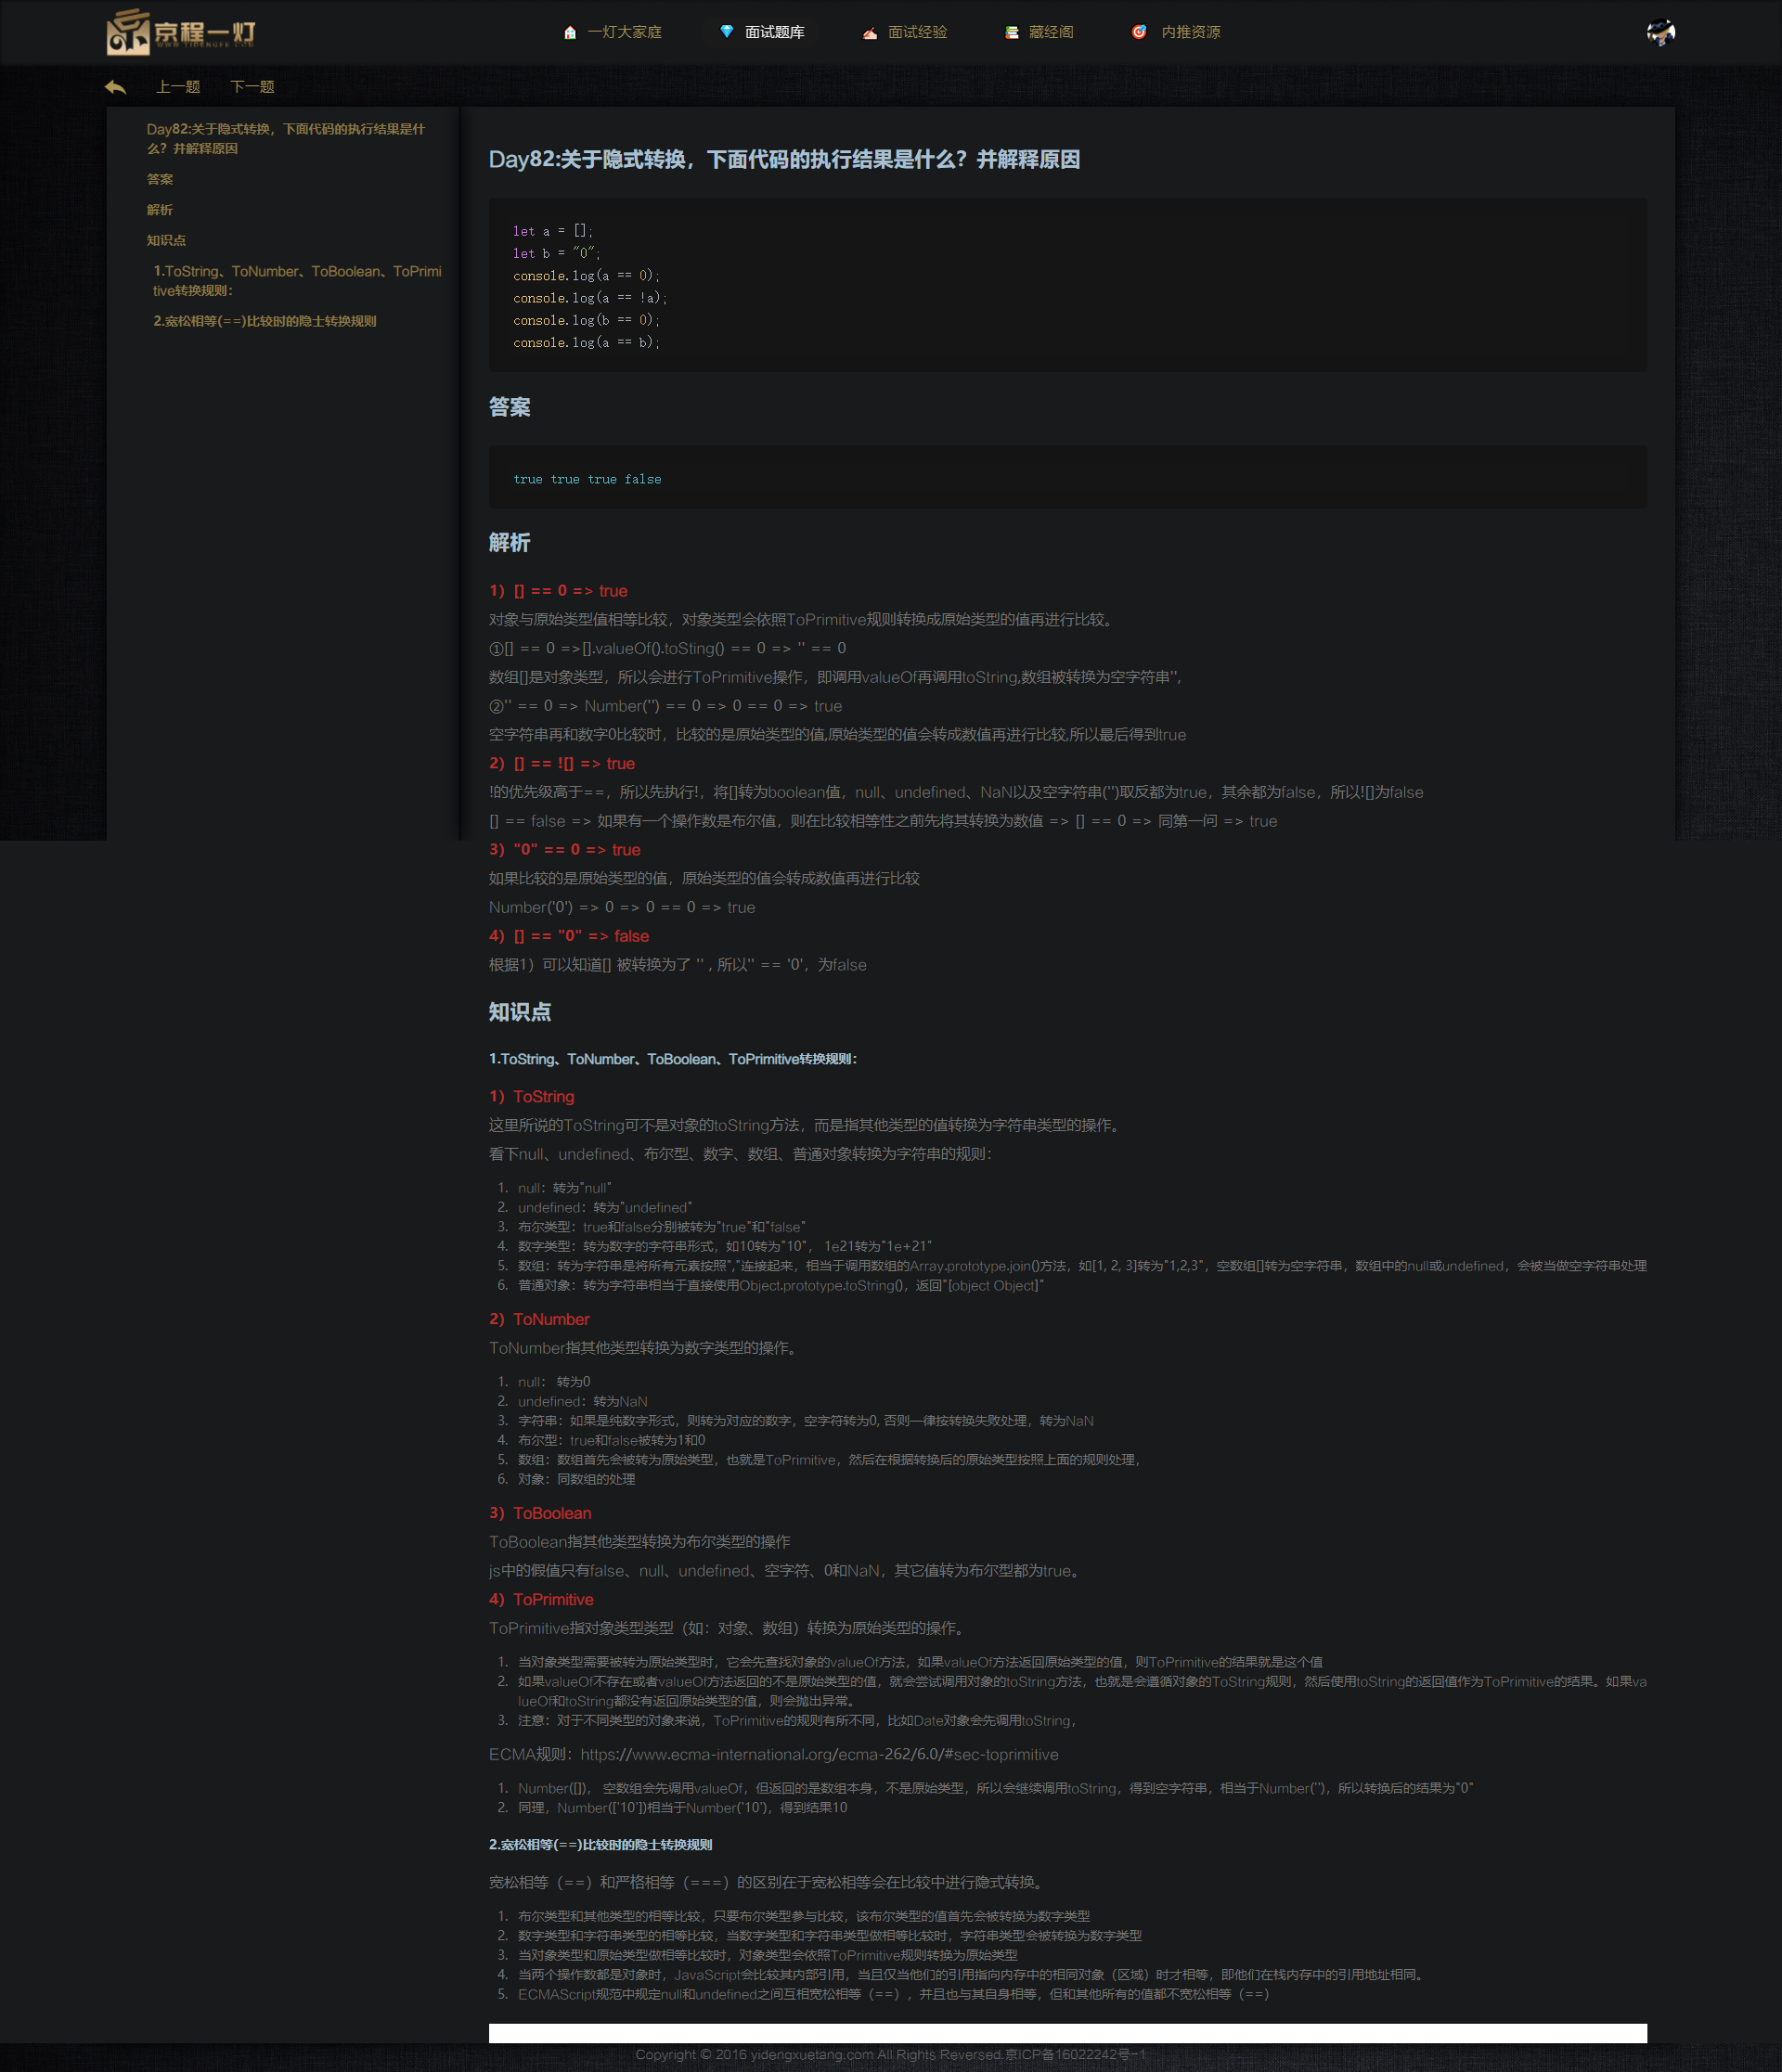 京程一灯
WWW.YIDENGFE.COM
一灯大家庭
面试题库
面试经验
藏经阁
内推资源
上一题
下一题
Day82:关于隐式转换，下面代码的执行结果是什
么？并解释原因
答案
解析
知识点
1.ToString、ToNumber、ToBoolean、ToPrimi
tive转换规则：
2.宽松相等(==)比较时的隐士转换规则
Day82:关于隐式转换，下面代码的执行结果是什么？并解释原因
let a = [];
let b = "0";
console.log(a == 0);
console.log(a == !a);
console.log(b == 0);
console.log(a == b);
答案
true true true false
解析
1）[] == 0 => true
对象与原始类型值相等比较，对象类型会依照ToPrimitive规则转换成原始类型的值再进行比较。
①[] == 0 =>[].valueOf().toSting() == 0 => '' == 0
数组[]是对象类型，所以会进行ToPrimitive操作，即调用valueOf再调用toString,数组被转换为空字符串'',
②'' == 0 => Number('') == 0 => 0 == 0 => true
空字符串再和数字0比较时，比较的是原始类型的值,原始类型的值会转成数值再进行比较,所以最后得到true
2）[] == ![] => true
!的优先级高于==，所以先执行!，将[]转为boolean值，null、undefined、NaN以及空字符串('')取反都为true，其余都为false，所以![]为false
[] == false => 如果有一个操作数是布尔值，则在比较相等性之前先将其转换为数值 => [] == 0 => 同第一问 => true
3）"0" == 0 => true
如果比较的是原始类型的值，原始类型的值会转成数值再进行比较
Number('0') => 0 => 0 == 0 => true
4）[] == "0" => false
根据1）可以知道[] 被转换为了 '' , 所以'' == '0'，为false
知识点
1.ToString、ToNumber、ToBoolean、ToPrimitive转换规则：
1）ToString
这里所说的ToString可不是对象的toString方法，而是指其他类型的值转换为字符串类型的操作。
看下null、undefined、布尔型、数字、数组、普通对象转换为字符串的规则：
1. null：转为"null"
2. undefined：转为"undefined"
3. 布尔类型：true和false分别被转为"true"和"false"
4. 数字类型：转为数字的字符串形式，如10转为"10"， 1e21转为"1e+21"
5. 数组：转为字符串是将所有元素按照","连接起来，相当于调用数组的Array.prototype.join()方法，如[1, 2, 3]转为"1,2,3"，空数组[]转为空字符串，数组中的null或undefined，会被当做空字符串处理
6. 普通对象：转为字符串相当于直接使用Object.prototype.toString()，返回"[object Object]"
2）ToNumber
ToNumber指其他类型转换为数字类型的操作。
1. null： 转为0
2. undefined：转为NaN
3. 字符串：如果是纯数字形式，则转为对应的数字，空字符转为0, 否则一律按转换失败处理，转为NaN
4. 布尔型：true和false被转为1和0
5. 数组：数组首先会被转为原始类型，也就是ToPrimitive，然后在根据转换后的原始类型按照上面的规则处理，
6. 对象：同数组的处理
3）ToBoolean
ToBoolean指其他类型转换为布尔类型的操作
js中的假值只有false、null、undefined、空字符、0和NaN，其它值转为布尔型都为true。
4）ToPrimitive
ToPrimitive指对象类型类型（如：对象、数组）转换为原始类型的操作。
1. 当对象类型需要被转为原始类型时，它会先查找对象的valueOf方法，如果valueOf方法返回原始类型的值，则ToPrimitive的结果就是这个值
2. 如果valueOf不存在或者valueOf方法返回的不是原始类型的值，就会尝试调用对象的toString方法，也就是会遵循对象的ToString规则，然后使用toString的返回值作为ToPrimitive的结果。如果va
lueOf和toString都没有返回原始类型的值，则会抛出异常。
3. 注意：对于不同类型的对象来说，ToPrimitive的规则有所不同，比如Date对象会先调用toString，
ECMA规则：https://www.ecma-international.org/ecma-262/6.0/#sec-toprimitive
1. Number([])， 空数组会先调用valueOf，但返回的是数组本身，不是原始类型，所以会继续调用toString，得到空字符串，相当于Number('')，所以转换后的结果为"0"
2. 同理，Number(['10'])相当于Number('10')，得到结果10
2.宽松相等(==)比较时的隐士转换规则
宽松相等（==）和严格相等（===）的区别在于宽松相等会在比较中进行隐式转换。
1. 布尔类型和其他类型的相等比较，只要布尔类型参与比较，该布尔类型的值首先会被转换为数字类型
2. 数字类型和字符串类型的相等比较，当数字类型和字符串类型做相等比较时，字符串类型会被转换为数字类型
3. 当对象类型和原始类型做相等比较时，对象类型会依照ToPrimitive规则转换为原始类型
4. 当两个操作数都是对象时，JavaScript会比较其内部引用，当且仅当他们的引用指向内存中的相同对象（区域）时才相等，即他们在栈内存中的引用地址相同。
5. ECMAScript规范中规定null和undefined之间互相宽松相等（==），并且也与其自身相等，但和其他所有的值都不宽松相等（==）
Copyright © 2016 yidengxuetang.com All Rights Reversed.京ICP备16022242号-1